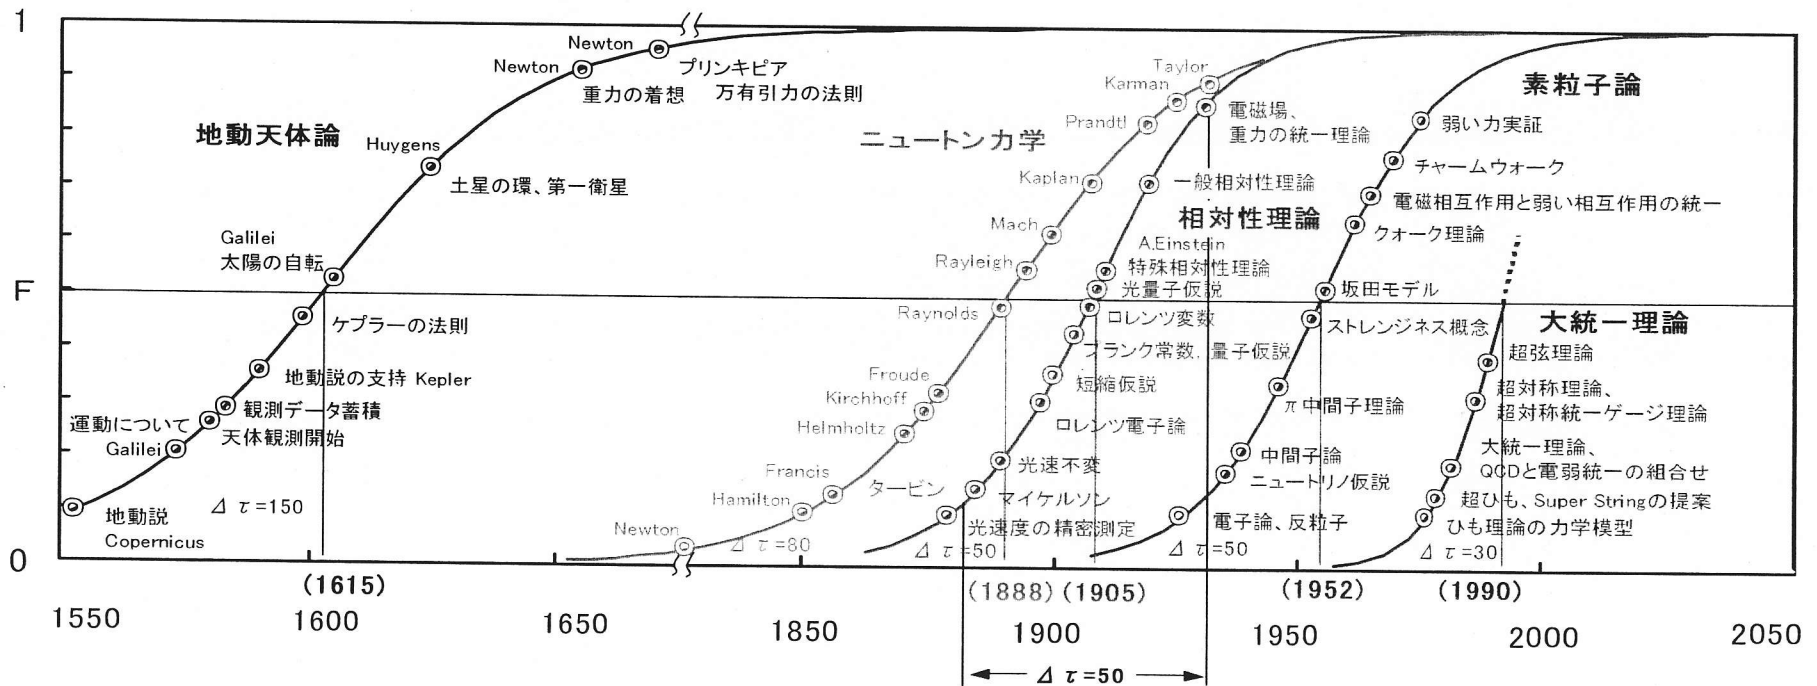 1
F
0
地動天体論
Newton
Newton
プリンキピア
重力の着想 万有引力の法則
Huygens
土星の環、第一衛星
Galilei
太陽の自転
ケプラーの法則
地動説の支持 Kepler
観測データ蓄積
運動について
Galilei
天体観測開始
地動説
Copernicus
Δτ=150
ニュートン力学
Taylor
Karman
Prandtl
Kaplan
Mach
Rayleigh
Raynolds
Froude
Kirchhoff
Helmholtz
Francis
Hamilton
タービン
Newton
Δτ=80
電磁場、
重力の統一理論
一般相対性理論
相対性理論
A.Einstein
特殊相対性理論
光量子仮説
ロレンツ変数
プランク常数, 量子仮説
短縮仮説
ロレンツ電子論
光速不変
マイケルソン
光速度の精密測定
Δτ=50
素粒子論
弱い力実証
チャームウォーク
電磁相互作用と弱い相互作用の統一
クォーク理論
坂田モデル
ストレンジネス概念
π中間子理論
中間子論
ニュートリノ仮説
電子論、反粒子
Δτ=50
大統一理論
超弦理論
超対称理論、
超対称統一ゲージ理論
大統一理論、
QCDと電弱統一の組合せ
超ひも、Super Stringの提案
ひも理論の力学模型
Δτ=30
(1615)
(1888)
(1905)
(1952)
(1990)
1550
1600
1650
1850
1900
1950
2000
2050
Δτ=50